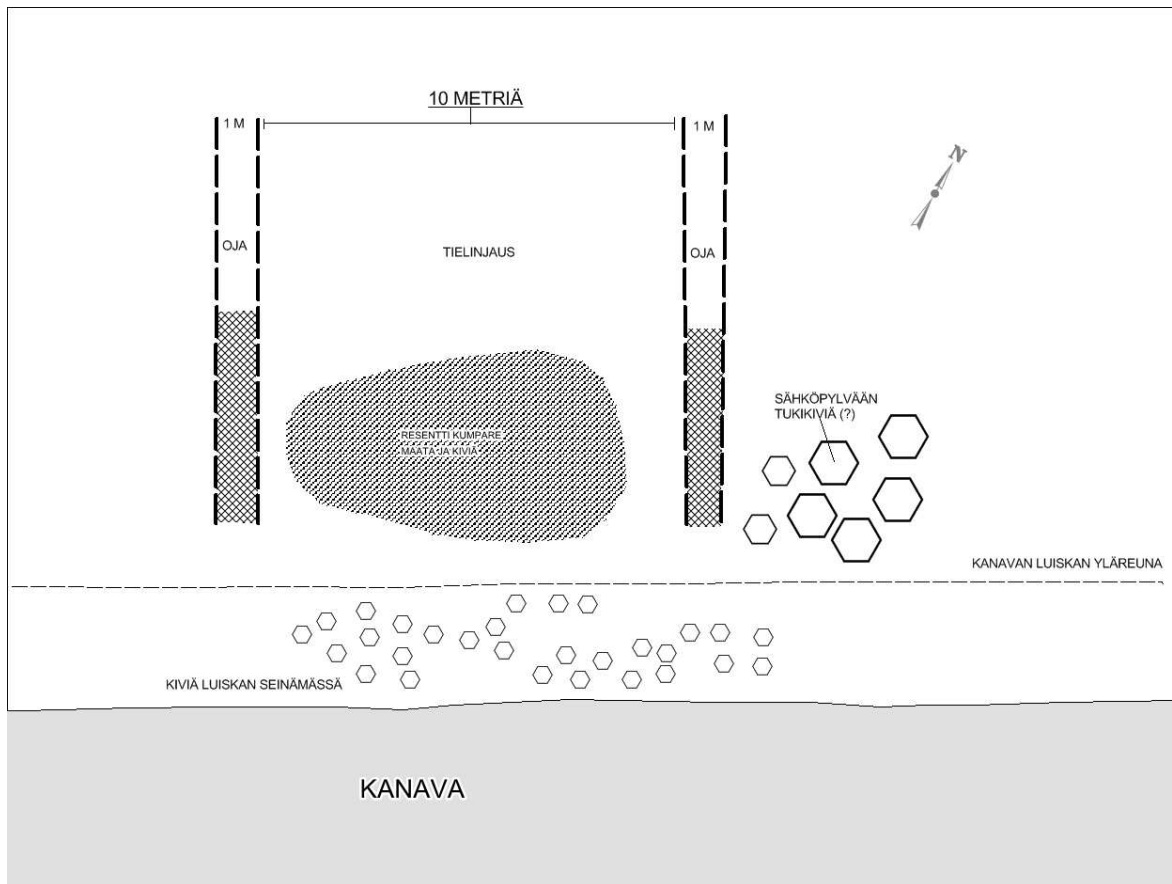 10 METRIÄ
1 M
1 M
N
OJA
TIELINJAUS
OJA
SÄHKÖPYLVÄÄN
TUKIKIVIÄ (?)
RESENTTI KUMPARE
MAATA JA KIVIÄ
KANAVAN LUISKAN YLÄREUNA
KIVIÄ LUISKAN SEINÄMÄSSÄ
KANAVA